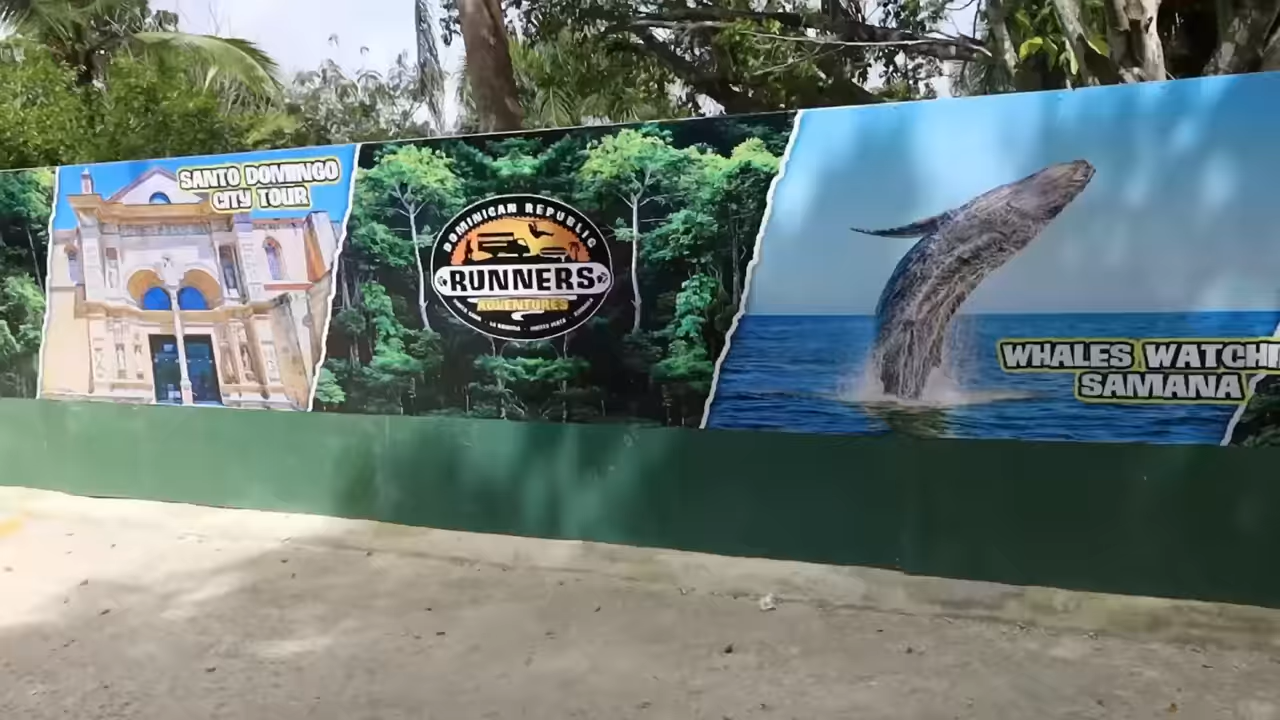 SANTO DOMINGO
CITY TOUR
DOMINICAN REPUBLIC
RUNNERS
ADVENTURES
WHALES WATCHI
SAMANA